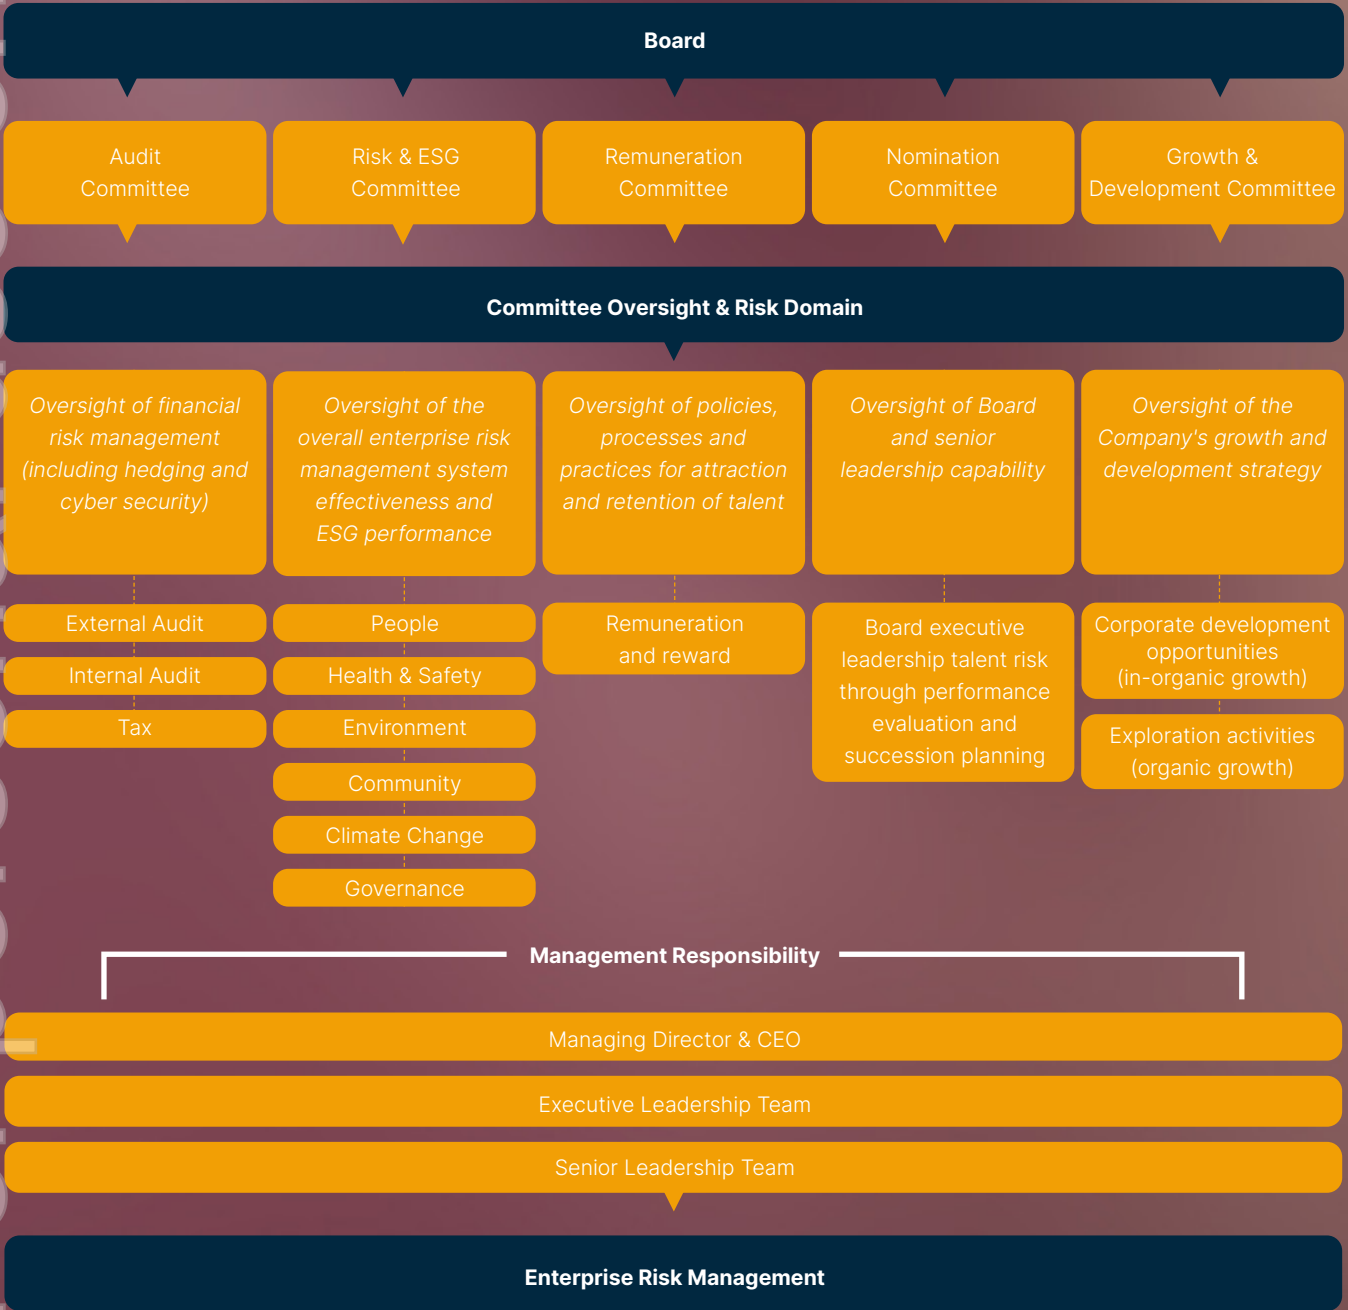 Board
Audit
Committee
Risk & ESG
Committee
Remuneration
Committee
Nomination
Committee
Growth &
Development Committee
Committee Oversight & Risk Domain
Oversight of financial
risk management
(including hedging and
cyber security)
Oversight of the
overall enterprise risk
management system
effectiveness and
ESG performance
Oversight of policies,
processes and
practices for attraction
and retention of talent
Oversight of Board
and senior
leadership capability
Oversight of the
Company's growth and
development strategy
External Audit
Internal Audit
Tax
People
Health & Safety
Environment
Community
Climate Change
Governance
Remuneration
and reward
Board executive
leadership talent risk
through performance
evaluation and
succession planning
Corporate development
opportunities
(in-organic growth)
Exploration activities
(organic growth)
Management Responsibility
Managing Director & CEO
Executive Leadership Team
Senior Leadership Team
Enterprise Risk Management